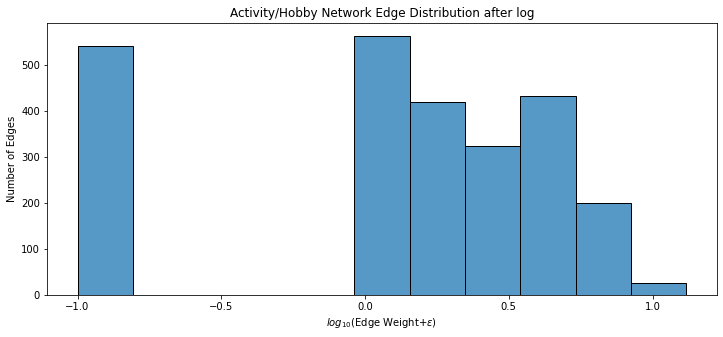 Activity/Hobby Network Edge Distribution after log
Number of Edges
500
400
300
200
100
0
−1.0 −0.5 0.0 0.5 1.0
log₁₀(Edge Weight+ε)